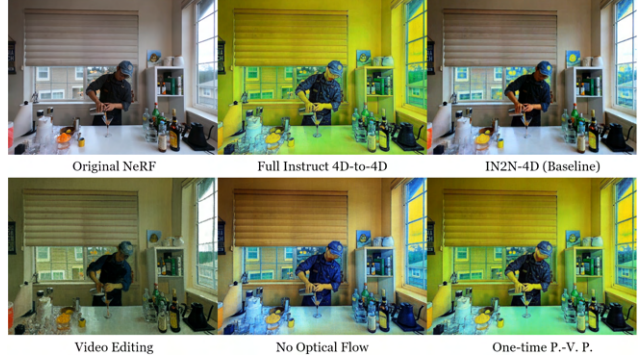 Original NeRF
Full Instruct 4D-to-4D
IN2N-4D (Baseline)
Video Editing
No Optical Flow
One-time P.-V. P.